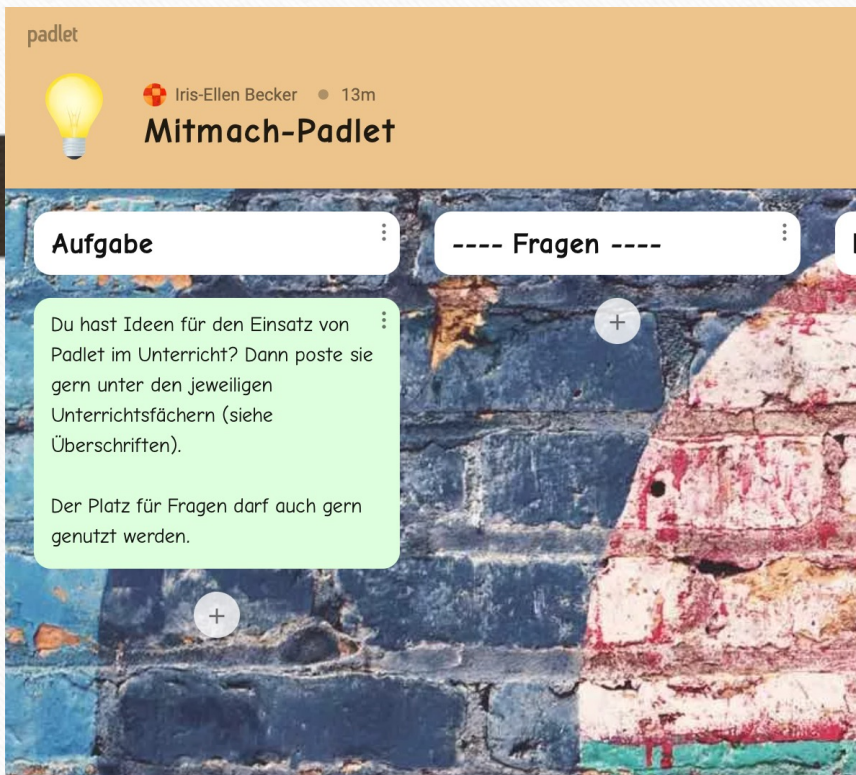 padlet
Iris-Ellen Becker • 13m
Mitmach-Padlet
Aufgabe
Du hast Ideen für den Einsatz von
Padlet im Unterricht? Dann poste sie
gern unter den jeweiligen
Unterrichtsfächern (siehe
Überschriften).
Der Platz für Fragen darf auch gern
genutzt werden.
---- Fragen ----